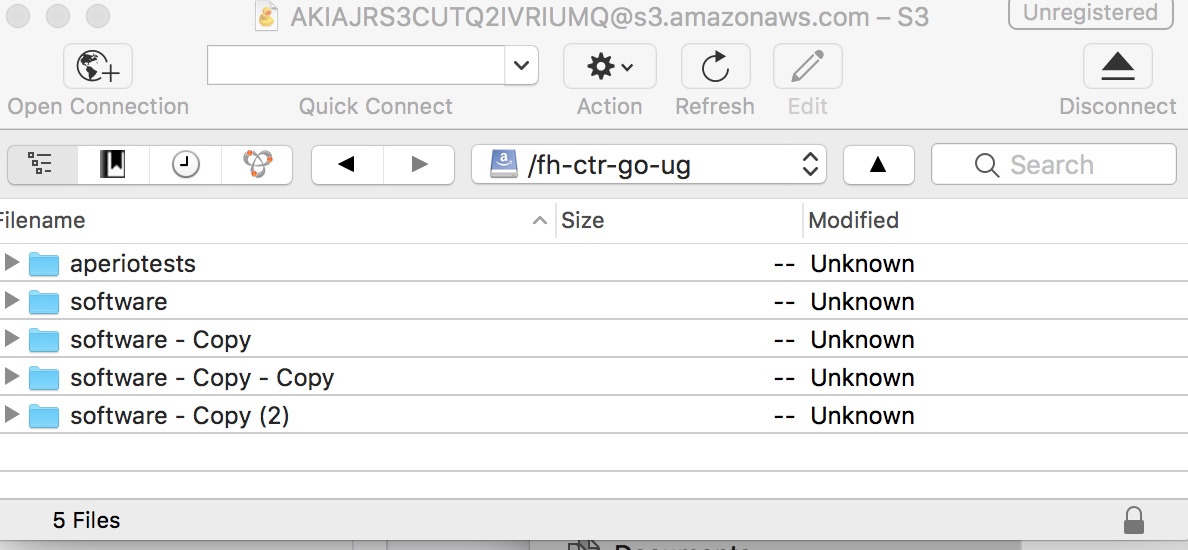 AKIAJRS3CUTQ2IVRIUMQ@s3.amazonaws.com – S3 Unregistered
Open Connection Quick Connect Action Refresh Edit Disconnect
/fh-ctr-go-ug Search
Filename Size Modified
aperiotests -- Unknown
software -- Unknown
software - Copy -- Unknown
software - Copy - Copy -- Unknown
software - Copy (2) -- Unknown
5 Files